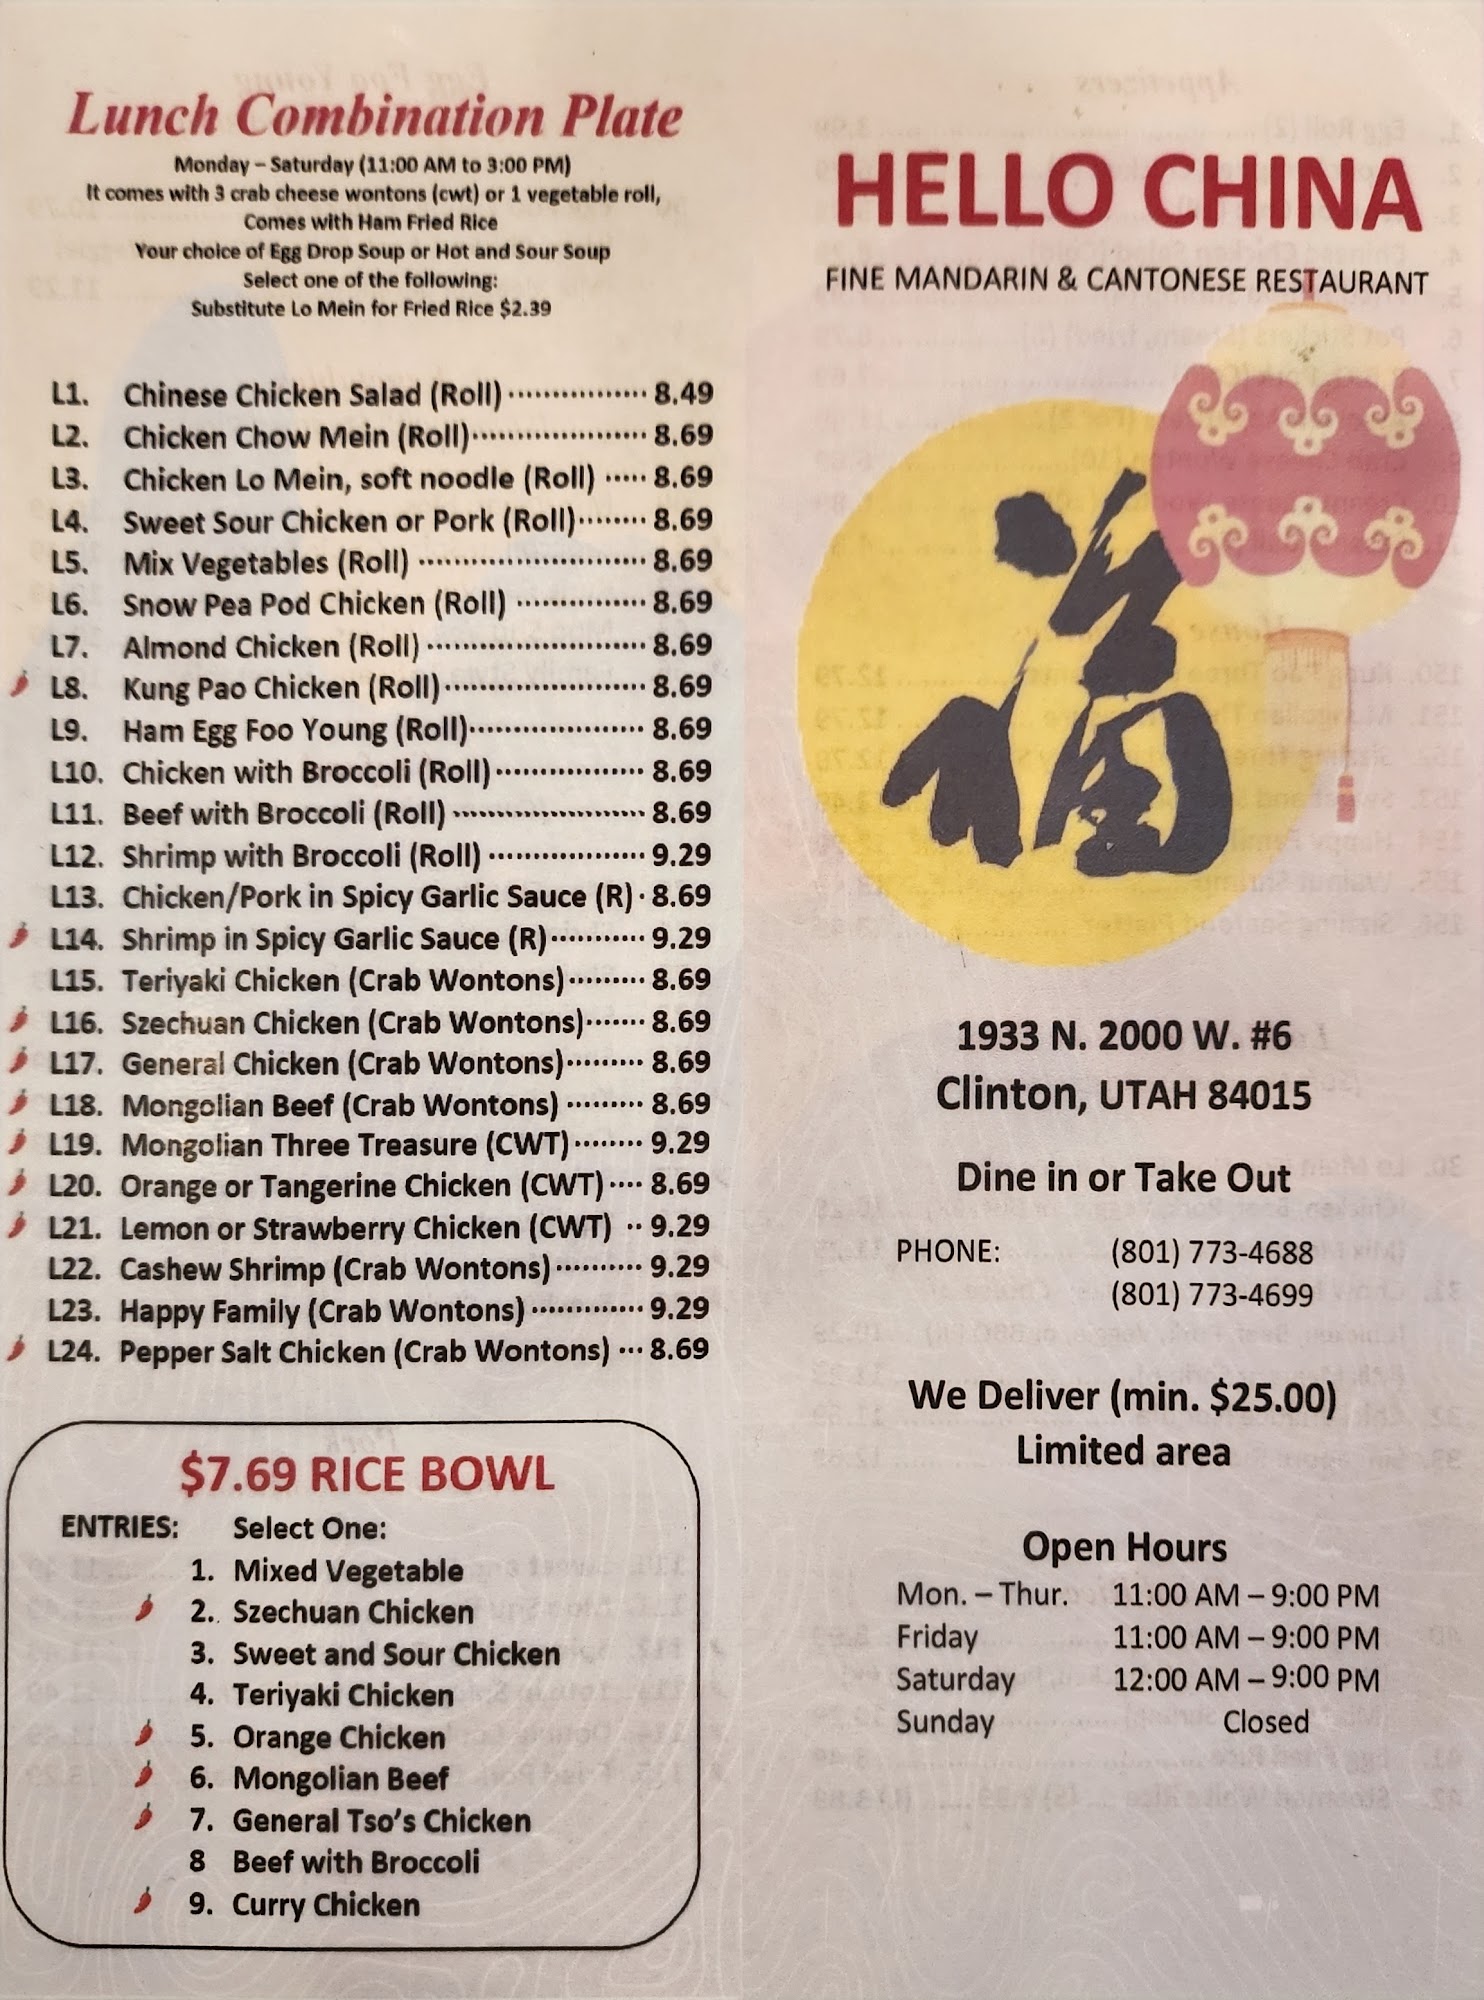 Lunch Combination Plate
Monday – Saturday (11:00 AM to 3:00 PM)
It comes with 3 crab cheese wontons (cwt) or 1 vegetable roll,
Comes with Ham Fried Rice
Your choice of Egg Drop Soup or Hot and Sour Soup
Select one of the following:
Substitute Lo Mein for Fried Rice $2.39
L1. Chinese Chicken Salad (Roll) ················ 8.49
L2. Chicken Chow Mein (Roll)···················· 8.69
L3. Chicken Lo Mein, soft noodle (Roll) ····· 8.69
L4. Sweet Sour Chicken or Pork (Roll)········ 8.69
L5. Mix Vegetables (Roll) ·························· 8.69
L6. Snow Pea Pod Chicken (Roll) ··············· 8.69
L7. Almond Chicken (Roll) ························· 8.69
L8. Kung Pao Chicken (Roll)······················· 8.69
L9. Ham Egg Foo Young (Roll)···················· 8.69
L10. Chicken with Broccoli (Roll)················· 8.69
L11. Beef with Broccoli (Roll) ······················ 8.69
L12. Shrimp with Broccoli (Roll) ·················· 9.29
L13. Chicken/Pork in Spicy Garlic Sauce (R) · 8.69
L14. Shrimp in Spicy Garlic Sauce (R)··········· 9.29
L15. Teriyaki Chicken (Crab Wontons)········· 8.69
L16. Szechuan Chicken (Crab Wontons)······· 8.69
L17. General Chicken (Crab Wontons)········· 8.69
L18. Mongolian Beef (Crab Wontons) ········· 8.69
L19. Mongolian Three Treasure (CWT)········ 9.29
L20. Orange or Tangerine Chicken (CWT)···· 8.69
L21. Lemon or Strawberry Chicken (CWT) ·· 9.29
L22. Cashew Shrimp (Crab Wontons)·········· 9.29
L23. Happy Family (Crab Wontons) ············· 9.29
L24. Pepper Salt Chicken (Crab Wontons) ··· 8.69
$7.69 RICE BOWL
ENTRIES: Select One:
1. Mixed Vegetable
2.. Szechuan Chicken
3. Sweet and Sour Chicken
4. Teriyaki Chicken
5. Orange Chicken
6. Mongolian Beef
7. General Tso's Chicken
8 Beef with Broccoli
9. Curry Chicken
HELLO CHINA
FINE MANDARIN & CANTONESE RESTAURANT
福
1933 N. 2000 W. #6
Clinton, UTAH 84015
Dine in or Take Out
PHONE: (801) 773-4688
(801) 773-4699
We Deliver (min. $25.00)
Limited area
Open Hours
Mon. – Thur. 11:00 AM – 9:00 PM
Friday 11:00 AM – 9:00 PM
Saturday 12:00 AM – 9:00 PM
Sunday Closed